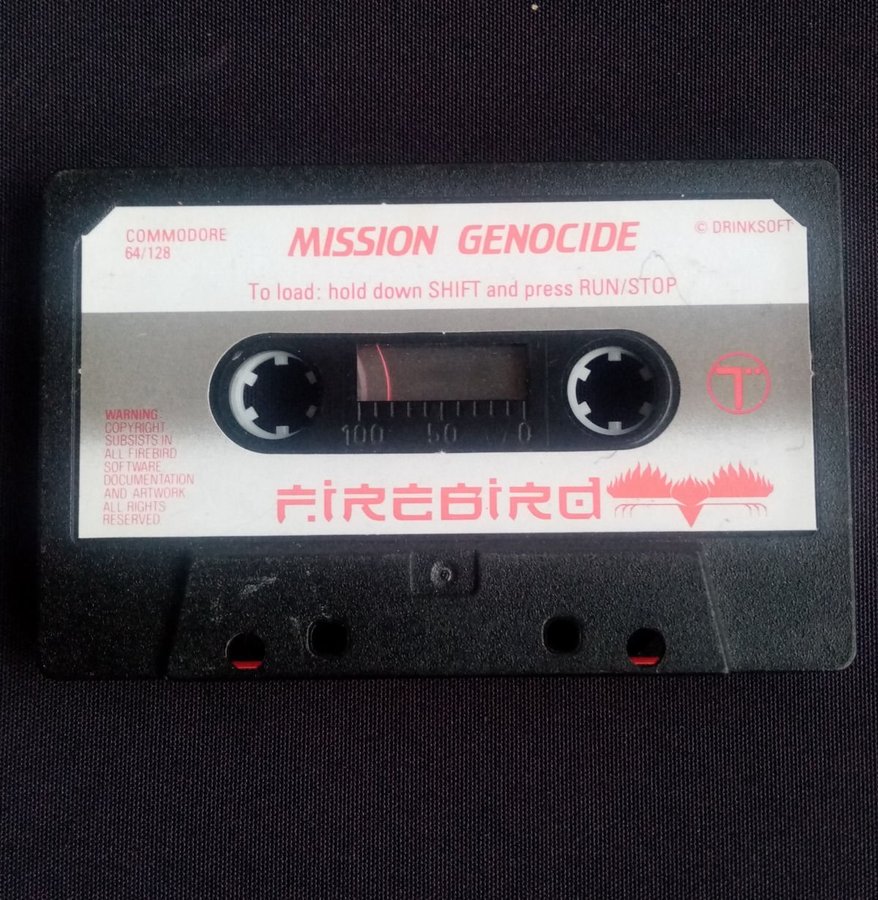 COMMODORE
64/128
MISSION GENOCIDE
© DRINKSOFT
To load: hold down SHIFT and press RUN/STOP
T
100 50 0
WARNING
COPYRIGHT
SUBSISTS IN
ALL FIREBIRD
SOFTWARE
DOCUMENTATION
AND ARTWORK
ALL RIGHTS
RESERVED
FIREBIRD